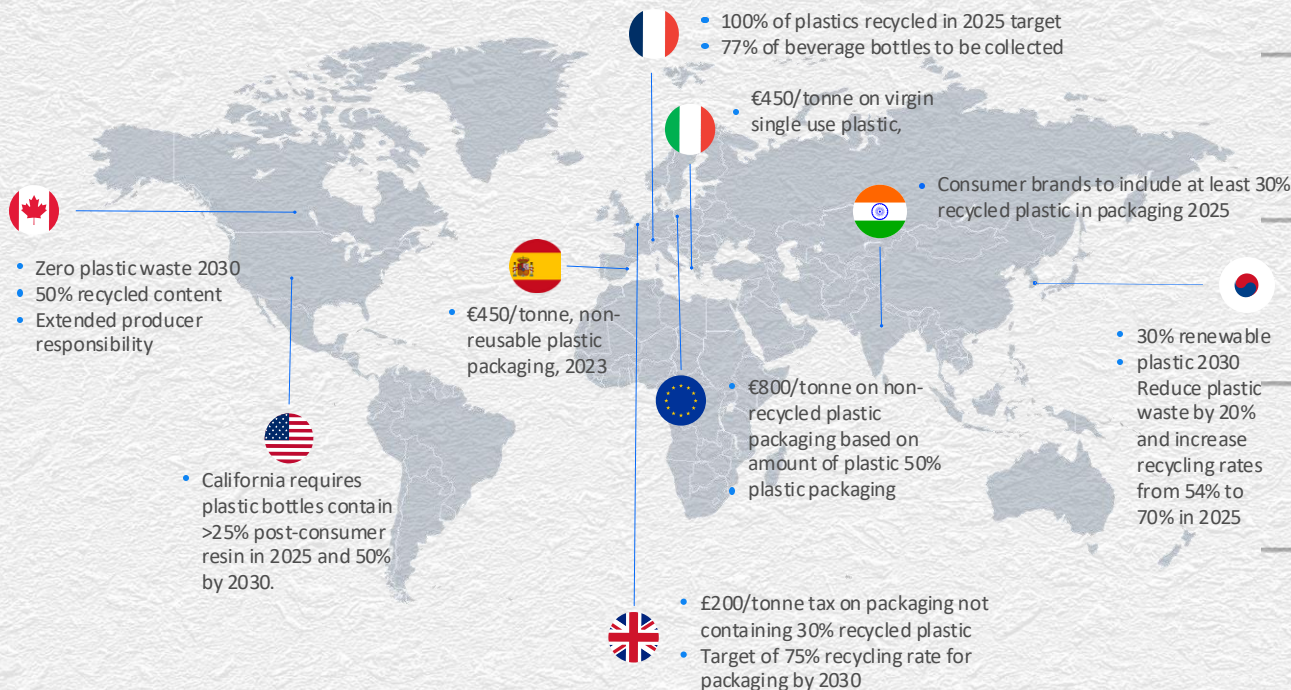 100% of plastics recycled in 2025 target
77% of beverage bottles to be collected
€450/tonne on virgin
single use plastic,
Consumer brands to include at least 30%
recycled plastic in packaging 2025
Zero plastic waste 2030
50% recycled content
Extended producer
responsibility
€450/tonne, non-
reusable plastic
packaging, 2023
30% renewable
plastic 2030
Reduce plastic
waste by 20%
and increase
recycling rates
from 54% to
70% in 2025
€800/tonne on non-
recycled plastic
packaging based on
amount of plastic 50%
plastic packaging
California requires
plastic bottles contain
>25% post-consumer
resin in 2025 and 50%
by 2030.
£200/tonne tax on packaging not
containing 30% recycled plastic
Target of 75% recycling rate for
packaging by 2030